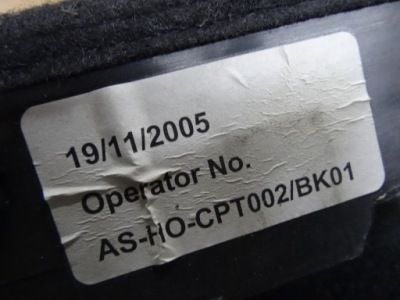 19/11/2005
Operator No.
AS-HO-CPT002/BK01